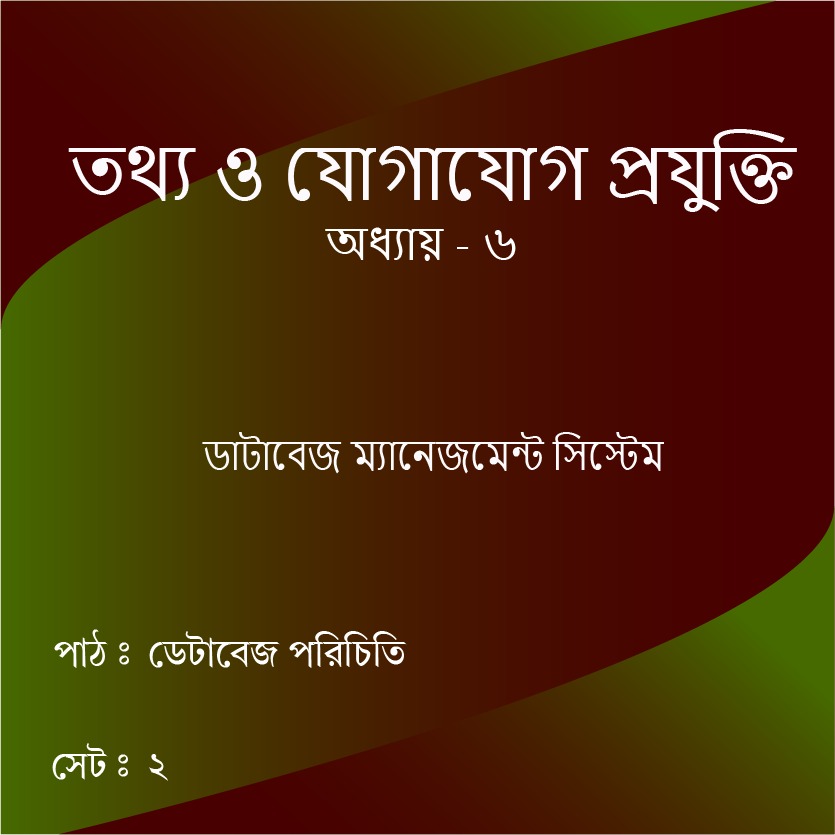 তথ্য ও যোগাযোগ প্রযুক্তি
অধ্যায় - ৬
ডাটাবেজ ম্যানেজমেন্ট সিস্টেম
পাঠ ঃ ডেটাবেজ পরিচিতি
সেট ঃ ২